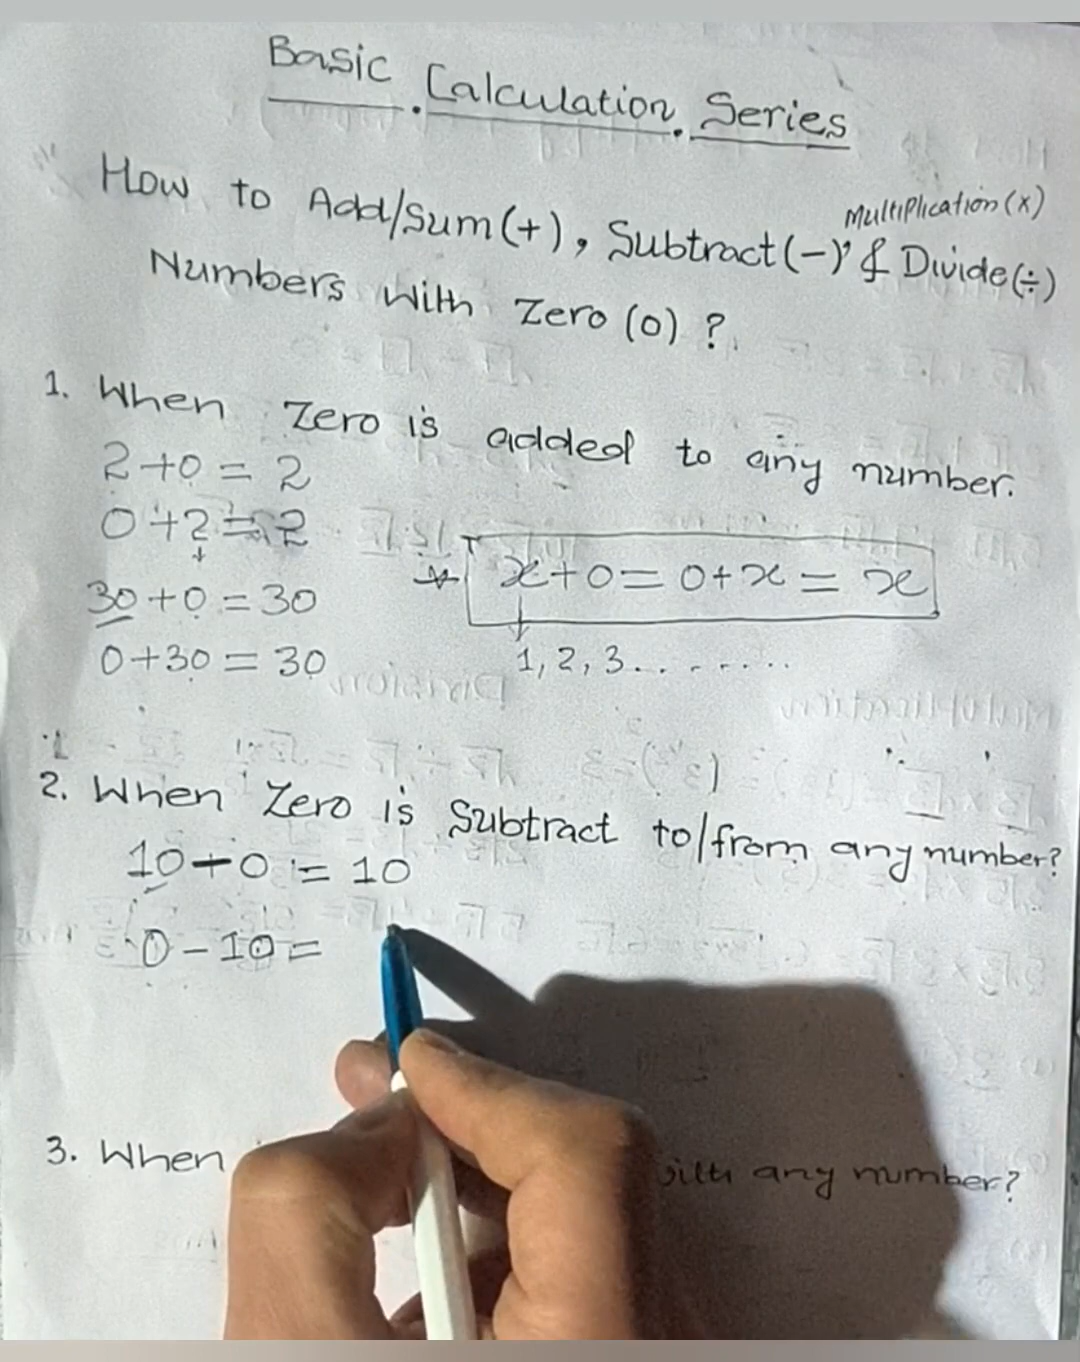 Basic Calculation Series
How to Add/Sum(+), Subtract(-), Multiplication(x) & Divide(÷)
Numbers with Zero (0) ?
1. When Zero is added to any number.
2+0 = 2
0+2 = 2
30+0 = 30
0+30 = 30
x+0 = 0+x = x
1, 2, 3........
2. When Zero is Subtract to/from any number?
10-0 = 10
0-10 =
3. When
with any number?